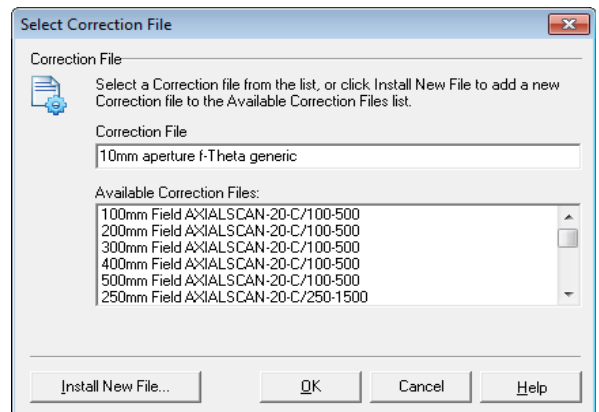 Select Correction File
Correction File
Select a Correction file from the list, or click Install New File to add a new
Correction file to the Available Correction Files list.
Correction File
10mm aperture f-Theta generic
Available Correction Files:
100mm Field AXIALSCAN-20-C/100-500
200mm Field AXIALSCAN-20-C/100-500
300mm Field AXIALSCAN-20-C/100-500
400mm Field AXIALSCAN-20-C/100-500
500mm Field AXIALSCAN-20-C/100-500
250mm Field AXIALSCAN-20-C/250-1500
Install New File... OK Cancel Help